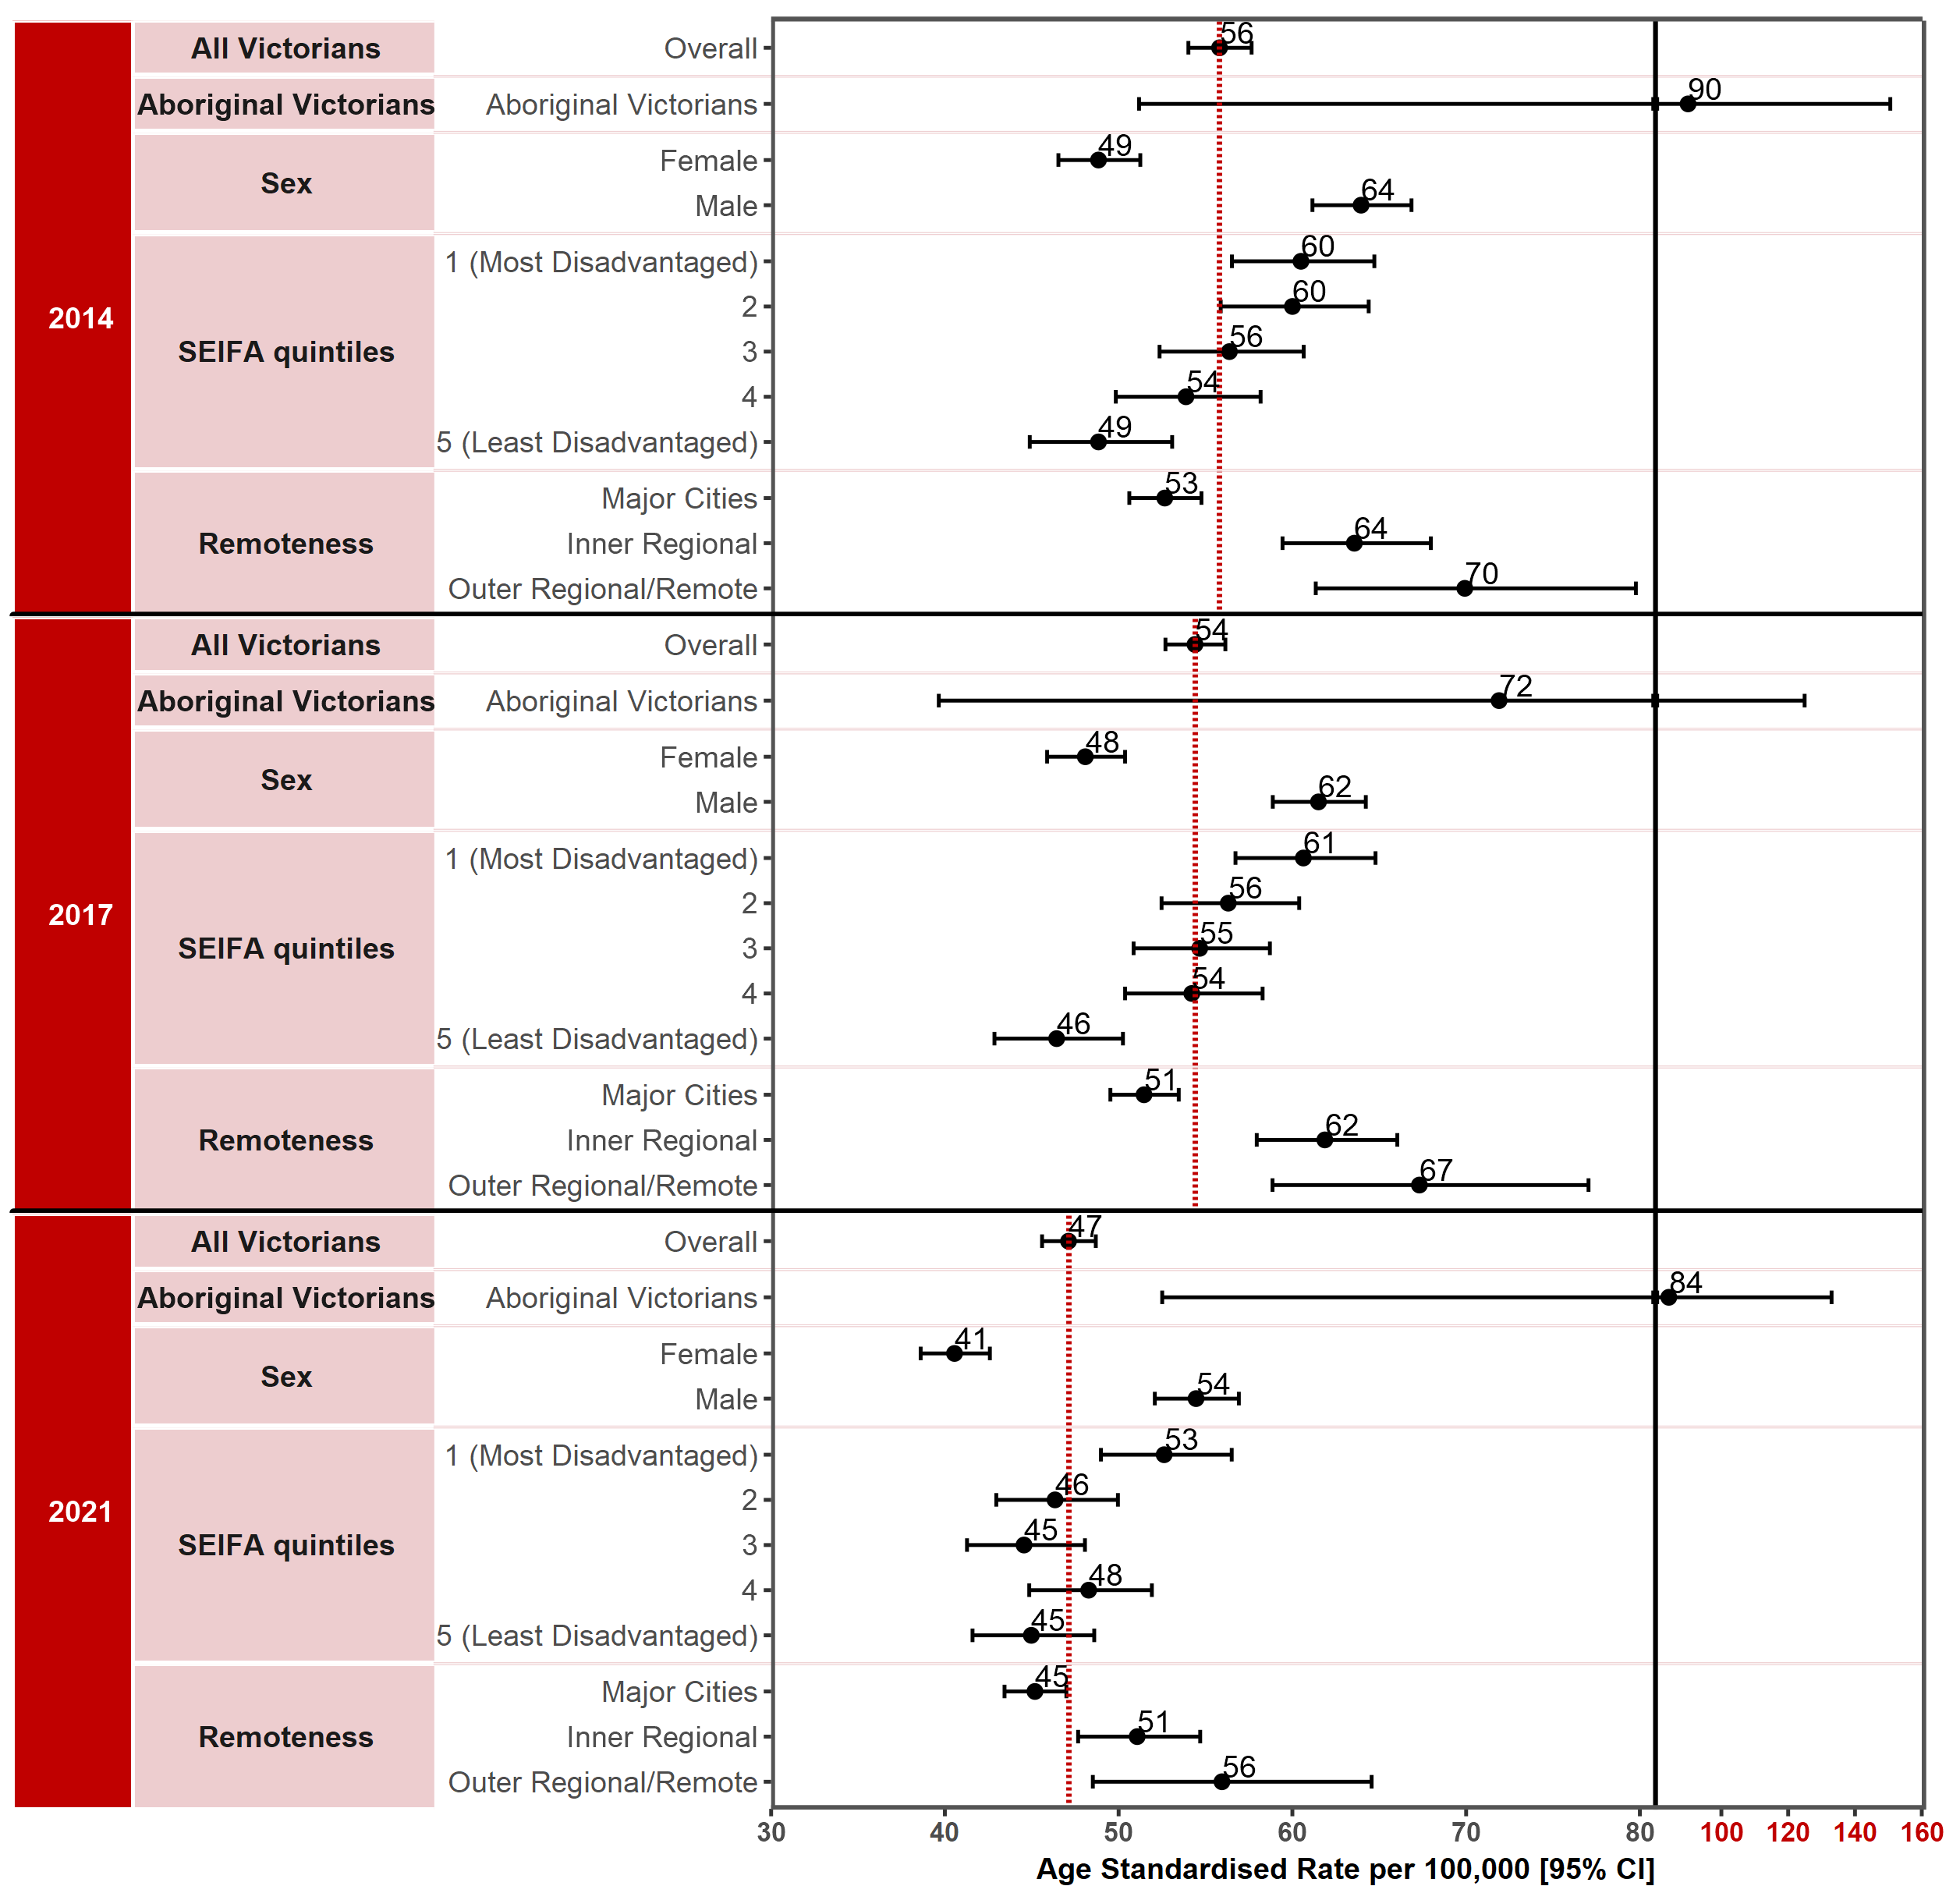 All Victorians Overall 56
Aboriginal Victorians Aboriginal Victorians 90
Female 49
Sex
Male 64
1 (Most Disadvantaged) 60
2 60
2014
SEIFA quintiles 3 56
4 54
5 (Least Disadvantaged) 49
Major Cities 53
Remoteness Inner Regional 64
Outer Regional/Remote 70
All Victorians Overall 54
Aboriginal Victorians Aboriginal Victorians 72
Female 48
Sex
Male 62
1 (Most Disadvantaged) 61
2 56
2017
SEIFA quintiles 3 55
4 54
5 (Least Disadvantaged) 46
Major Cities 51
Remoteness Inner Regional 62
Outer Regional/Remote 67
All Victorians Overall 47
Aboriginal Victorians Aboriginal Victorians 84
Female 41
Sex
Male 54
1 (Most Disadvantaged) 53
2 46
2021
SEIFA quintiles 3 45
4 48
5 (Least Disadvantaged) 45
Major Cities 45
Remoteness Inner Regional 51
Outer Regional/Remote 56
30 40 50 60 70 80 100 120 140 160
Age Standardised Rate per 100,000 [95% CI]